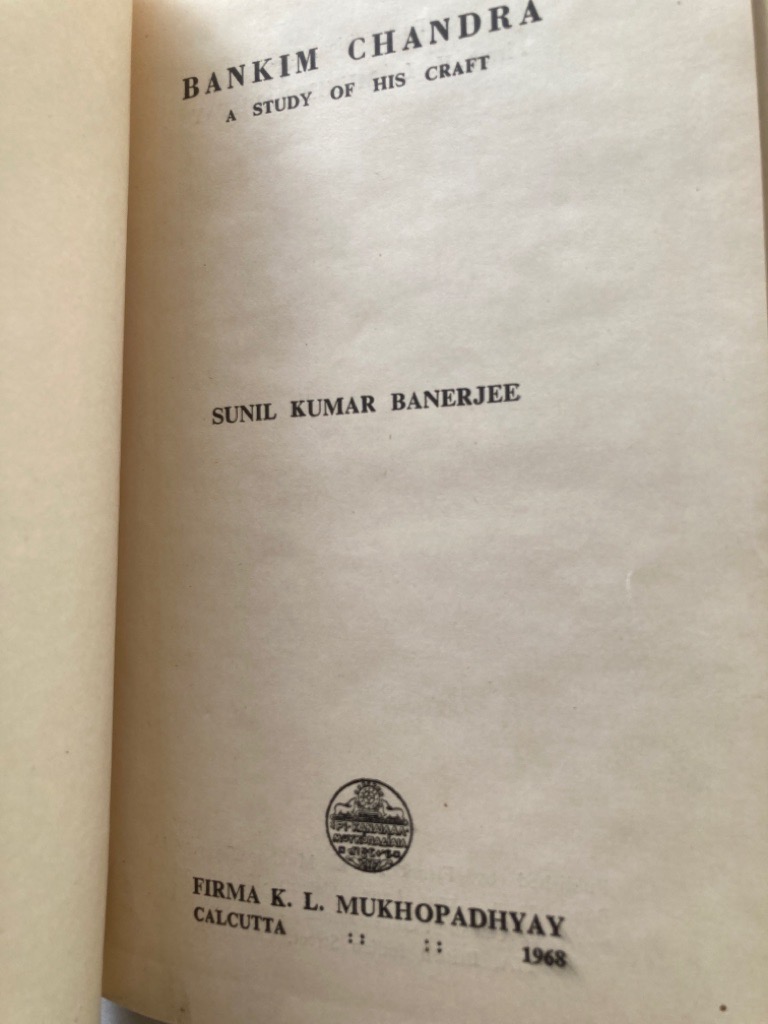 BANKIM CHANDRA
A STUDY OF HIS CRAFT
SUNIL KUMAR BANERJEE
FIRMA K. L. MUKHOPADHYAY
CALCUTTA :: :: 1968